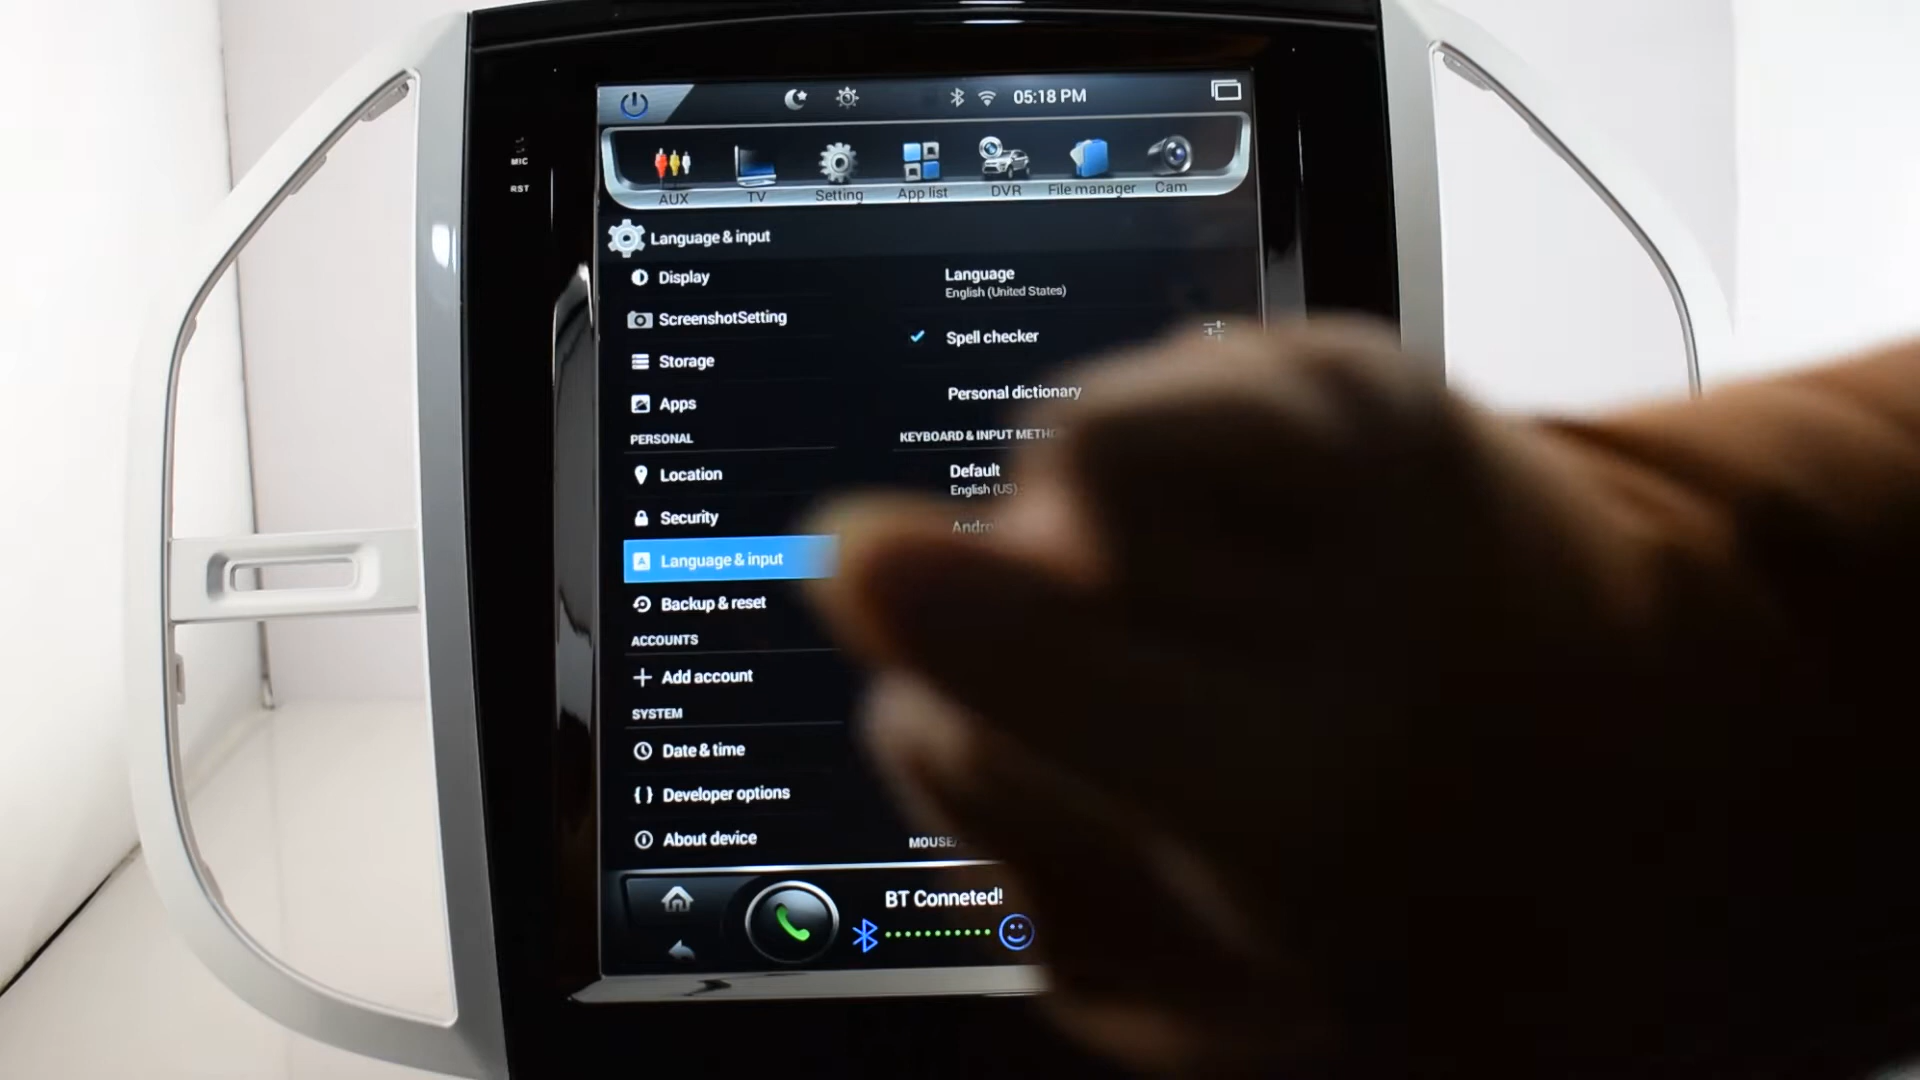 05:18 PM
MIC
RST
AUX
TV
Setting
App list
DVR
File manager
Cam
Language & input
Display
Language
English (United States)
ScreenshotSetting
Spell checker
Storage
Personal dictionary
Apps
PERSONAL
KEYBOARD & INPUT
Location
Default
English (US)
Security
Language & input
Backup & reset
ACCOUNTS
Add account
SYSTEM
Date & time
Developer options
About device
BT Conneted!